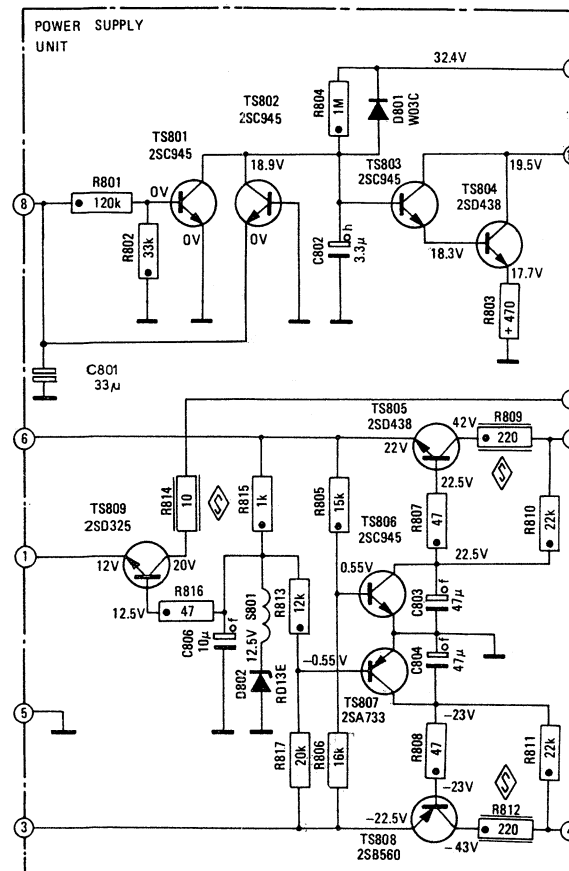 POWER SUPPLY
UNIT
32.4V
R804
1M
D801
W03C
TS802
2SC945
TS801
2SC945
18.9V
TS803
2SC945
19.5V
TS804
2SD438
8
R801
120k
0V
0V
0V
R802
33k
C802
h
3.3µ
18.3V
17.7V
R803
+ 470
C801
33µ
TS805
2SD438
42V
R809
220
6
22V
S
R814
10
S
R815
1k
R805
15k
22.5V
R807
47
R810
22k
TS809
2SD325
TS806
2SC945
1
12V
20V
22.5V
0.55V
R816
47
12.5V
C806
10µ
f
S801
R813
12k
C803
47µ
f
12.5V
D802
RD13E
-0.55V
C804
47µ
f
TS807
2SA733
5
-23V
R817
20k
R806
16k
R808
47
R811
22k
-23V
S
R812
220
3
-22.5V
-43V
TS808
2SB560
4